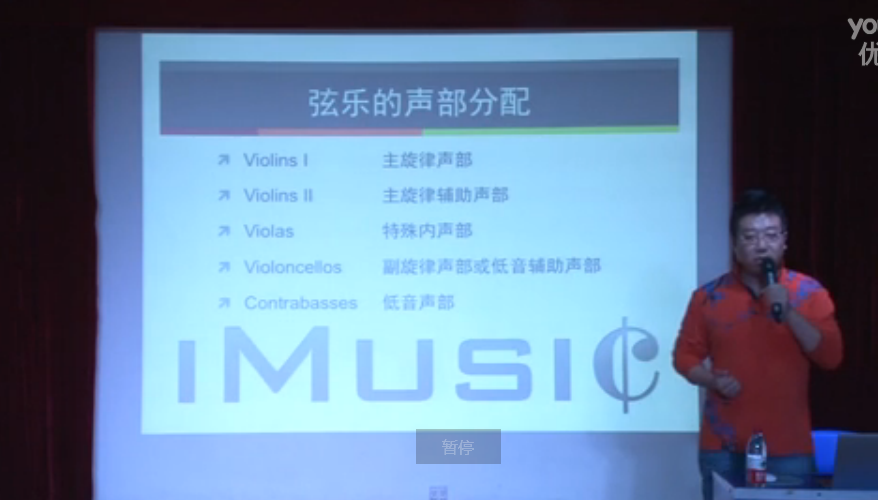 弦乐的声部分配
Violins I 主旋律声部
Violins II 主旋律辅助声部
Violas 特殊内声部
Violoncellos 副旋律声部或低音辅助声部
Contrabasses 低音声部
iMusic
暂停
you
优